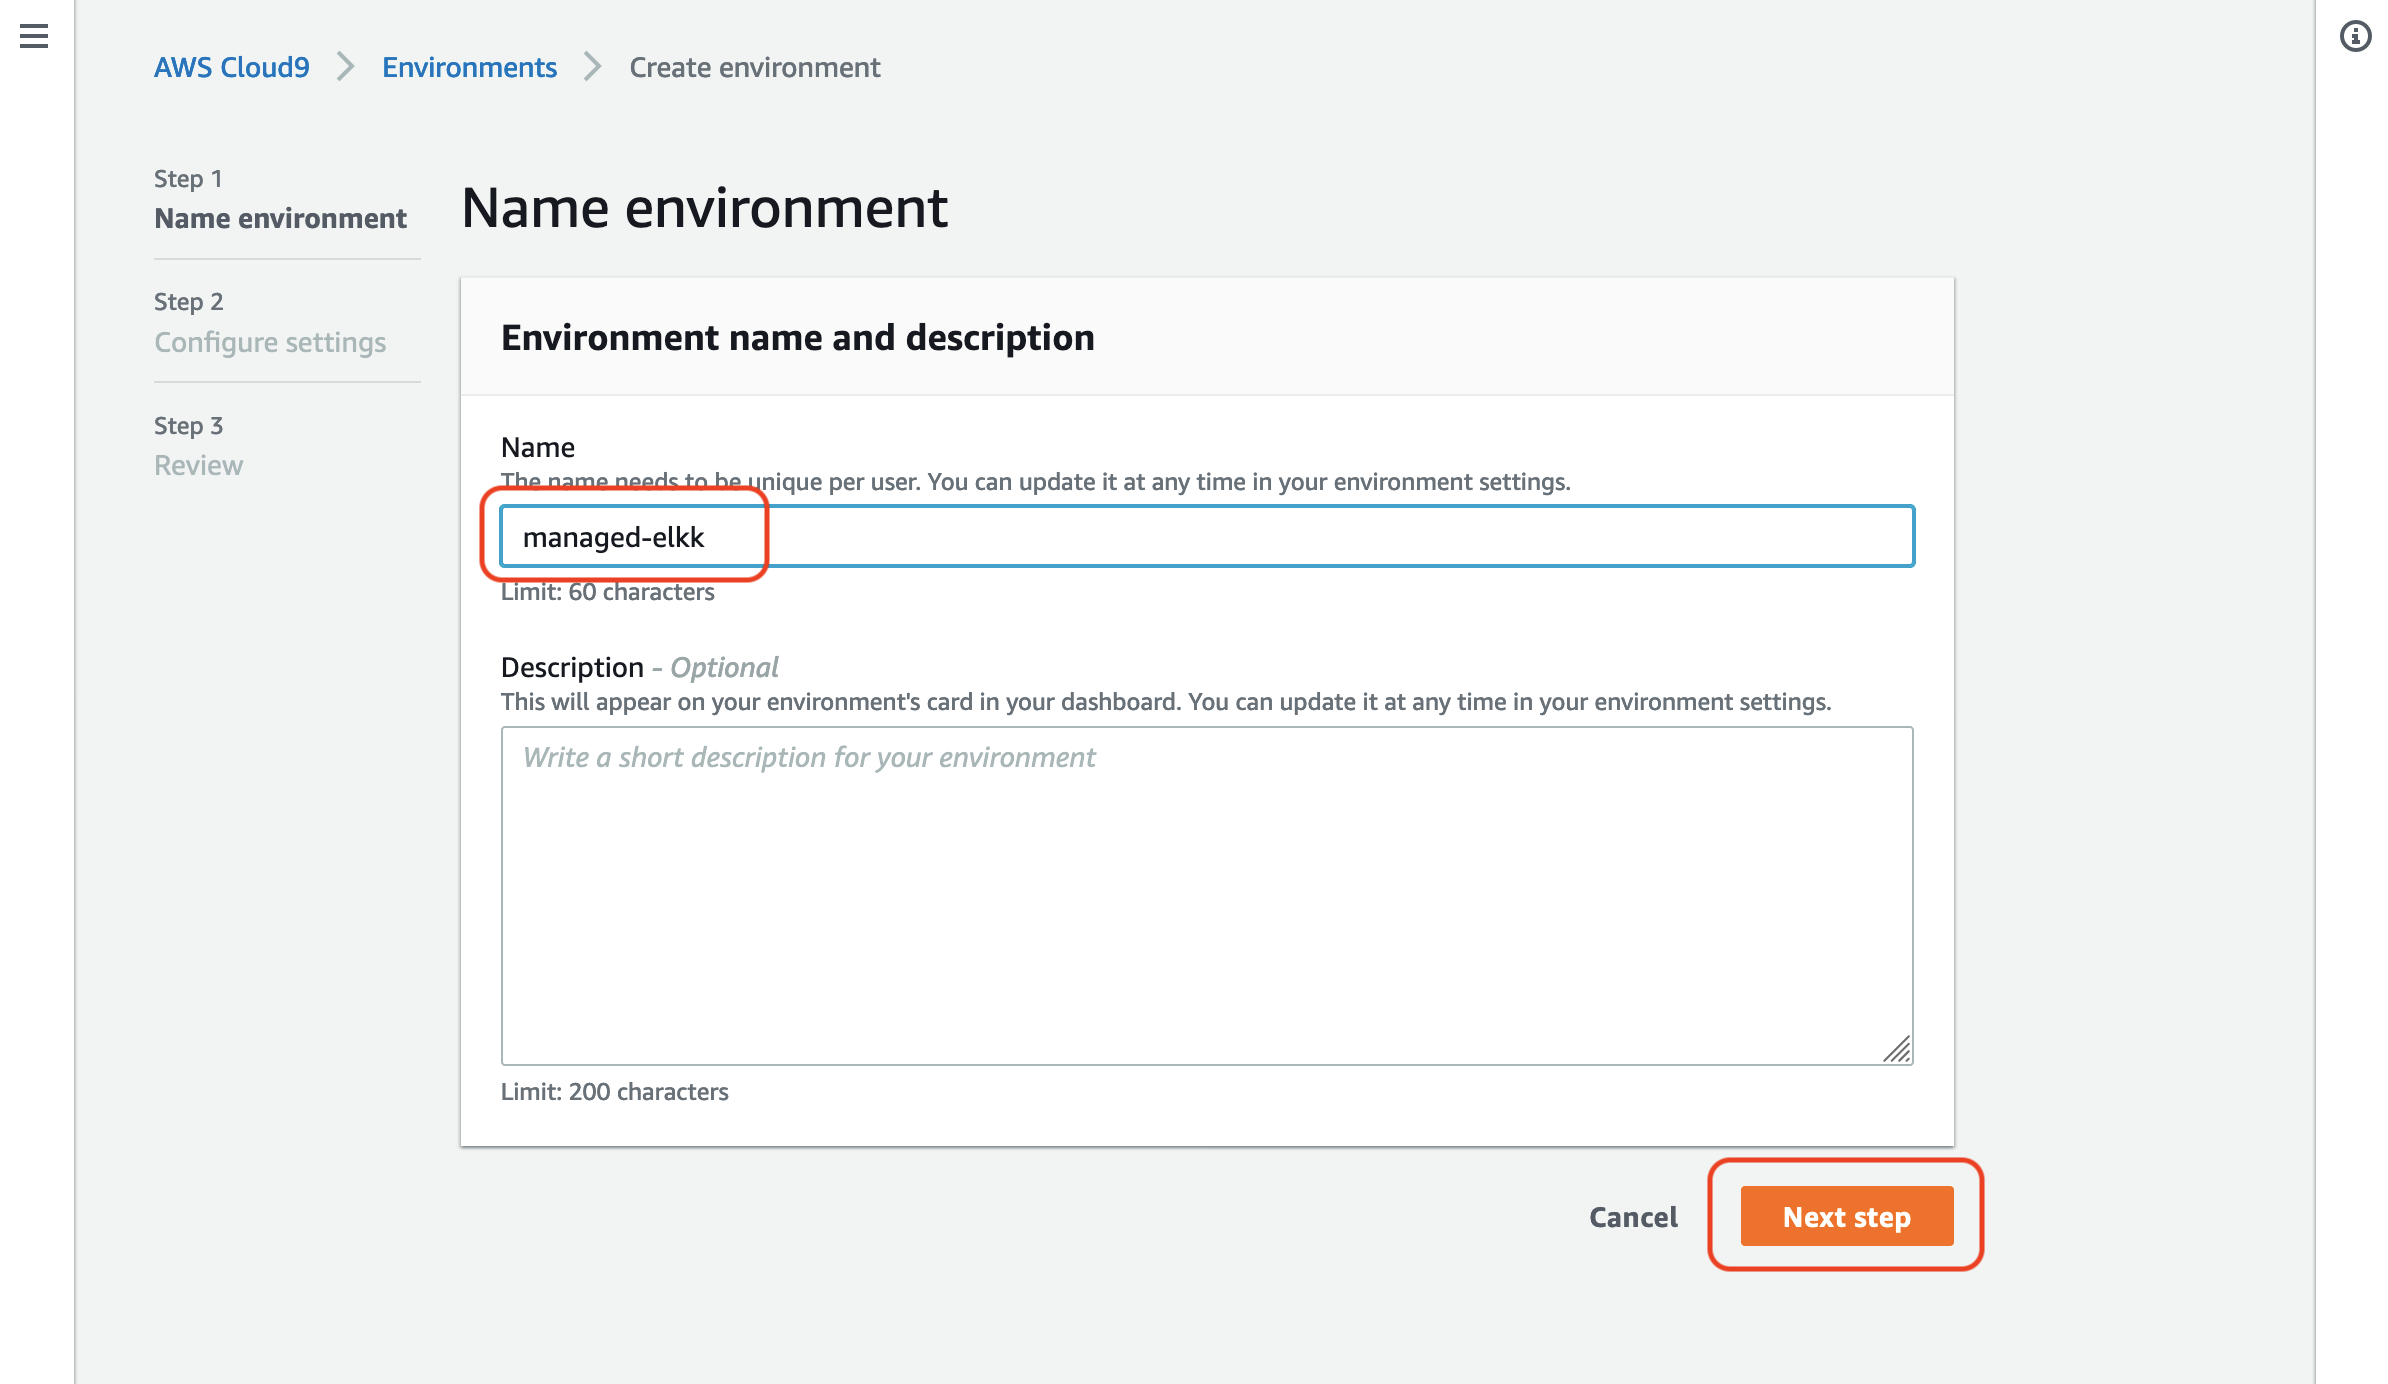 AWS Cloud9 Environments Create environment
Step 1
Name environment
Step 2
Configure settings
Step 3
Review
Name environment
Environment name and description
Name
The name needs to be unique per user. You can update it at any time in your environment settings.
managed-elkk
Limit: 60 characters
Description - Optional
This will appear on your environment's card in your dashboard. You can update it at any time in your environment settings.
Write a short description for your environment
Limit: 200 characters
Cancel Next step